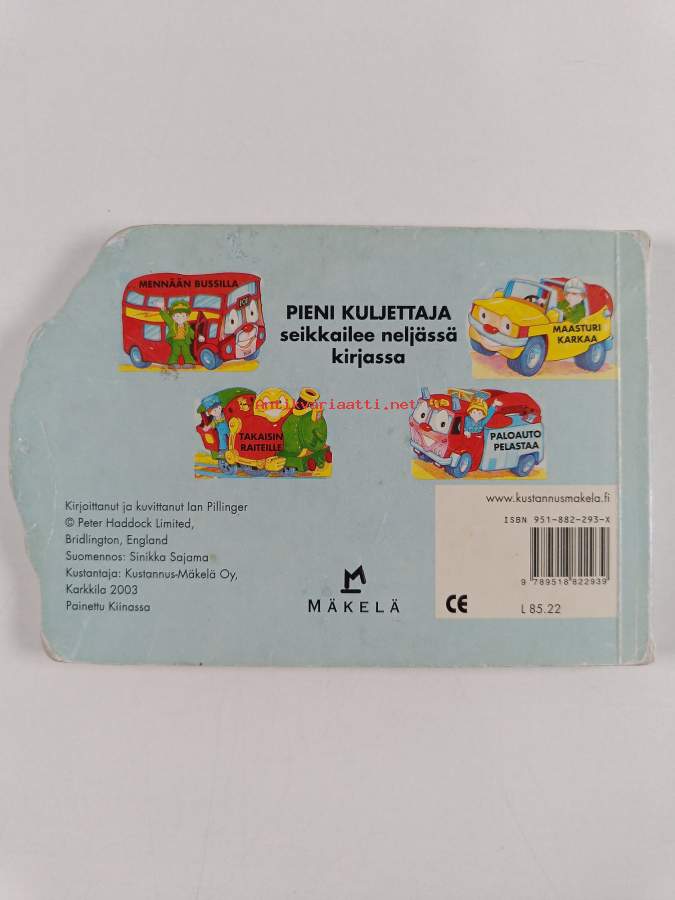 MENNÄÄN BUSSILLA
PIENI KULJETTAJA
seikkailee neljässä
kirjassa
MAASTURI
KARKAA
Antikvariaatti.net
TAKAISIN
RAITEILLE
PALOAUTO
PELASTAA
Kirjoittanut ja kuvittanut Ian Pillinger
© Peter Haddock Limited,
Bridlington, England
Suomennos: Sinikka Sajama
Kustantaja: Kustannus-Mäkelä Oy,
Karkkila 2003
Painettu Kiinassa
M
MÄKELÄ
www.kustannusmakela.fi
ISBN 951-882-293-X
9 789518 822939
CE
L 85.22